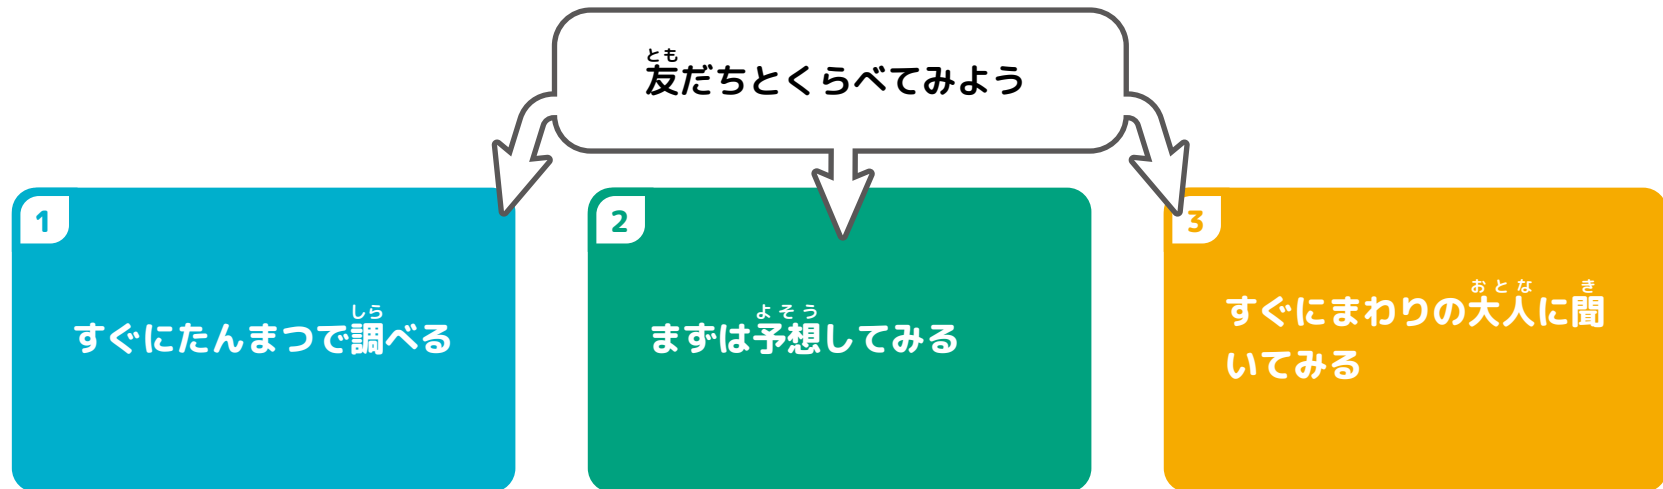 友だちとくらべてみよう
とも
1
すぐにたんまつで調べる
しら
2
まずは予想してみる
よそう
3
すぐにまわりの大人に聞
おとな
き
いてみる